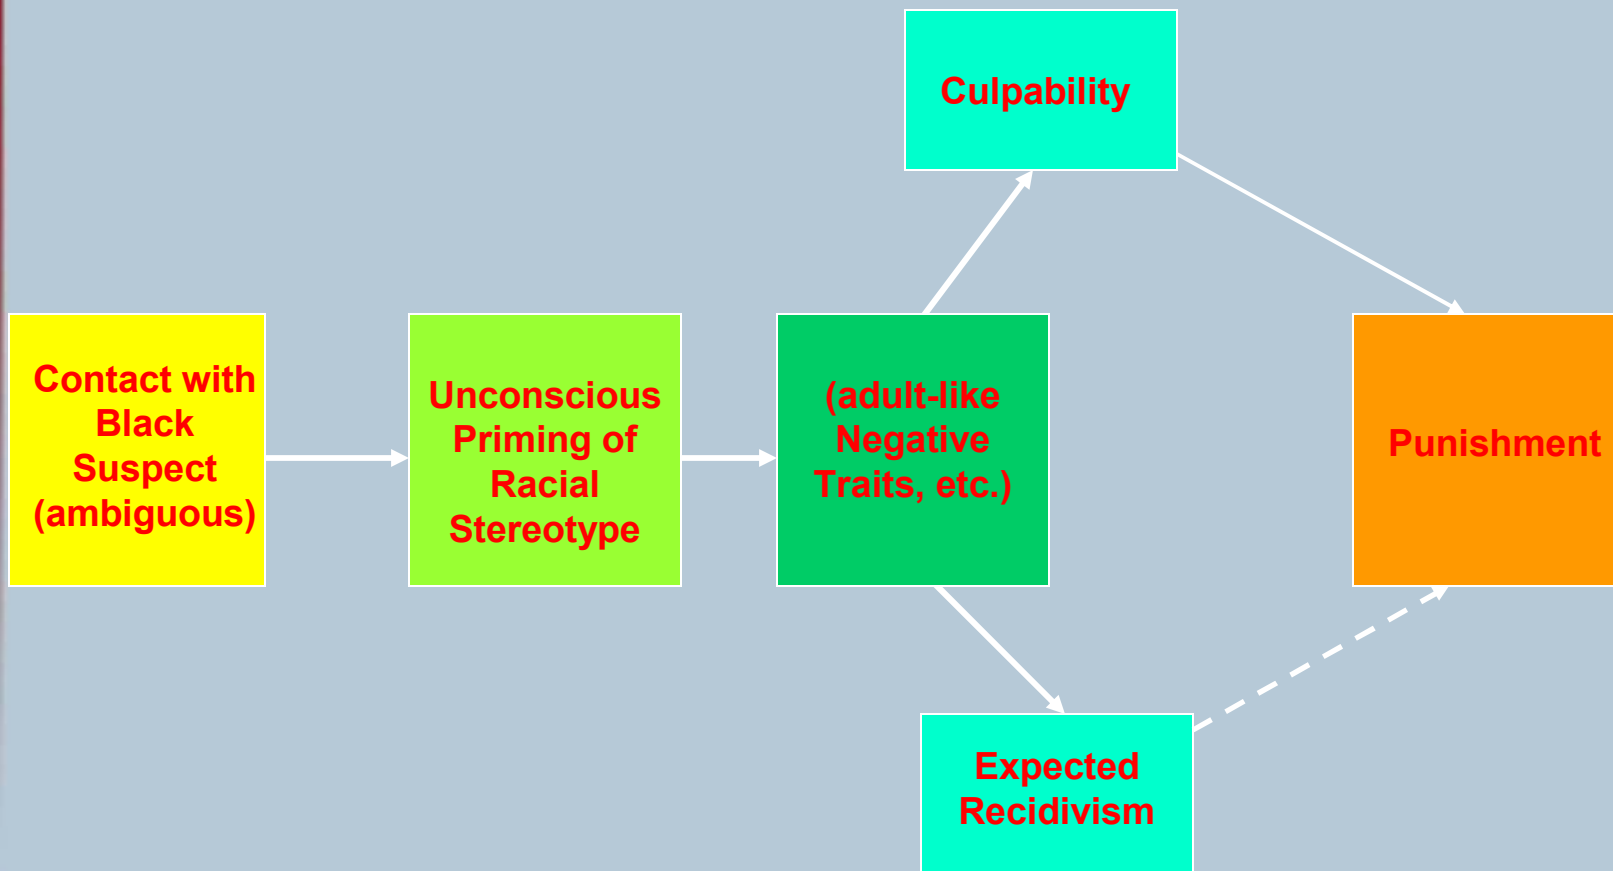 Culpability
Contact with
Black
Suspect
(ambiguous)
Unconscious
Priming of
Racial
Stereotype
(adult-like
Negative
Traits, etc.)
Punishment
Expected
Recidivism